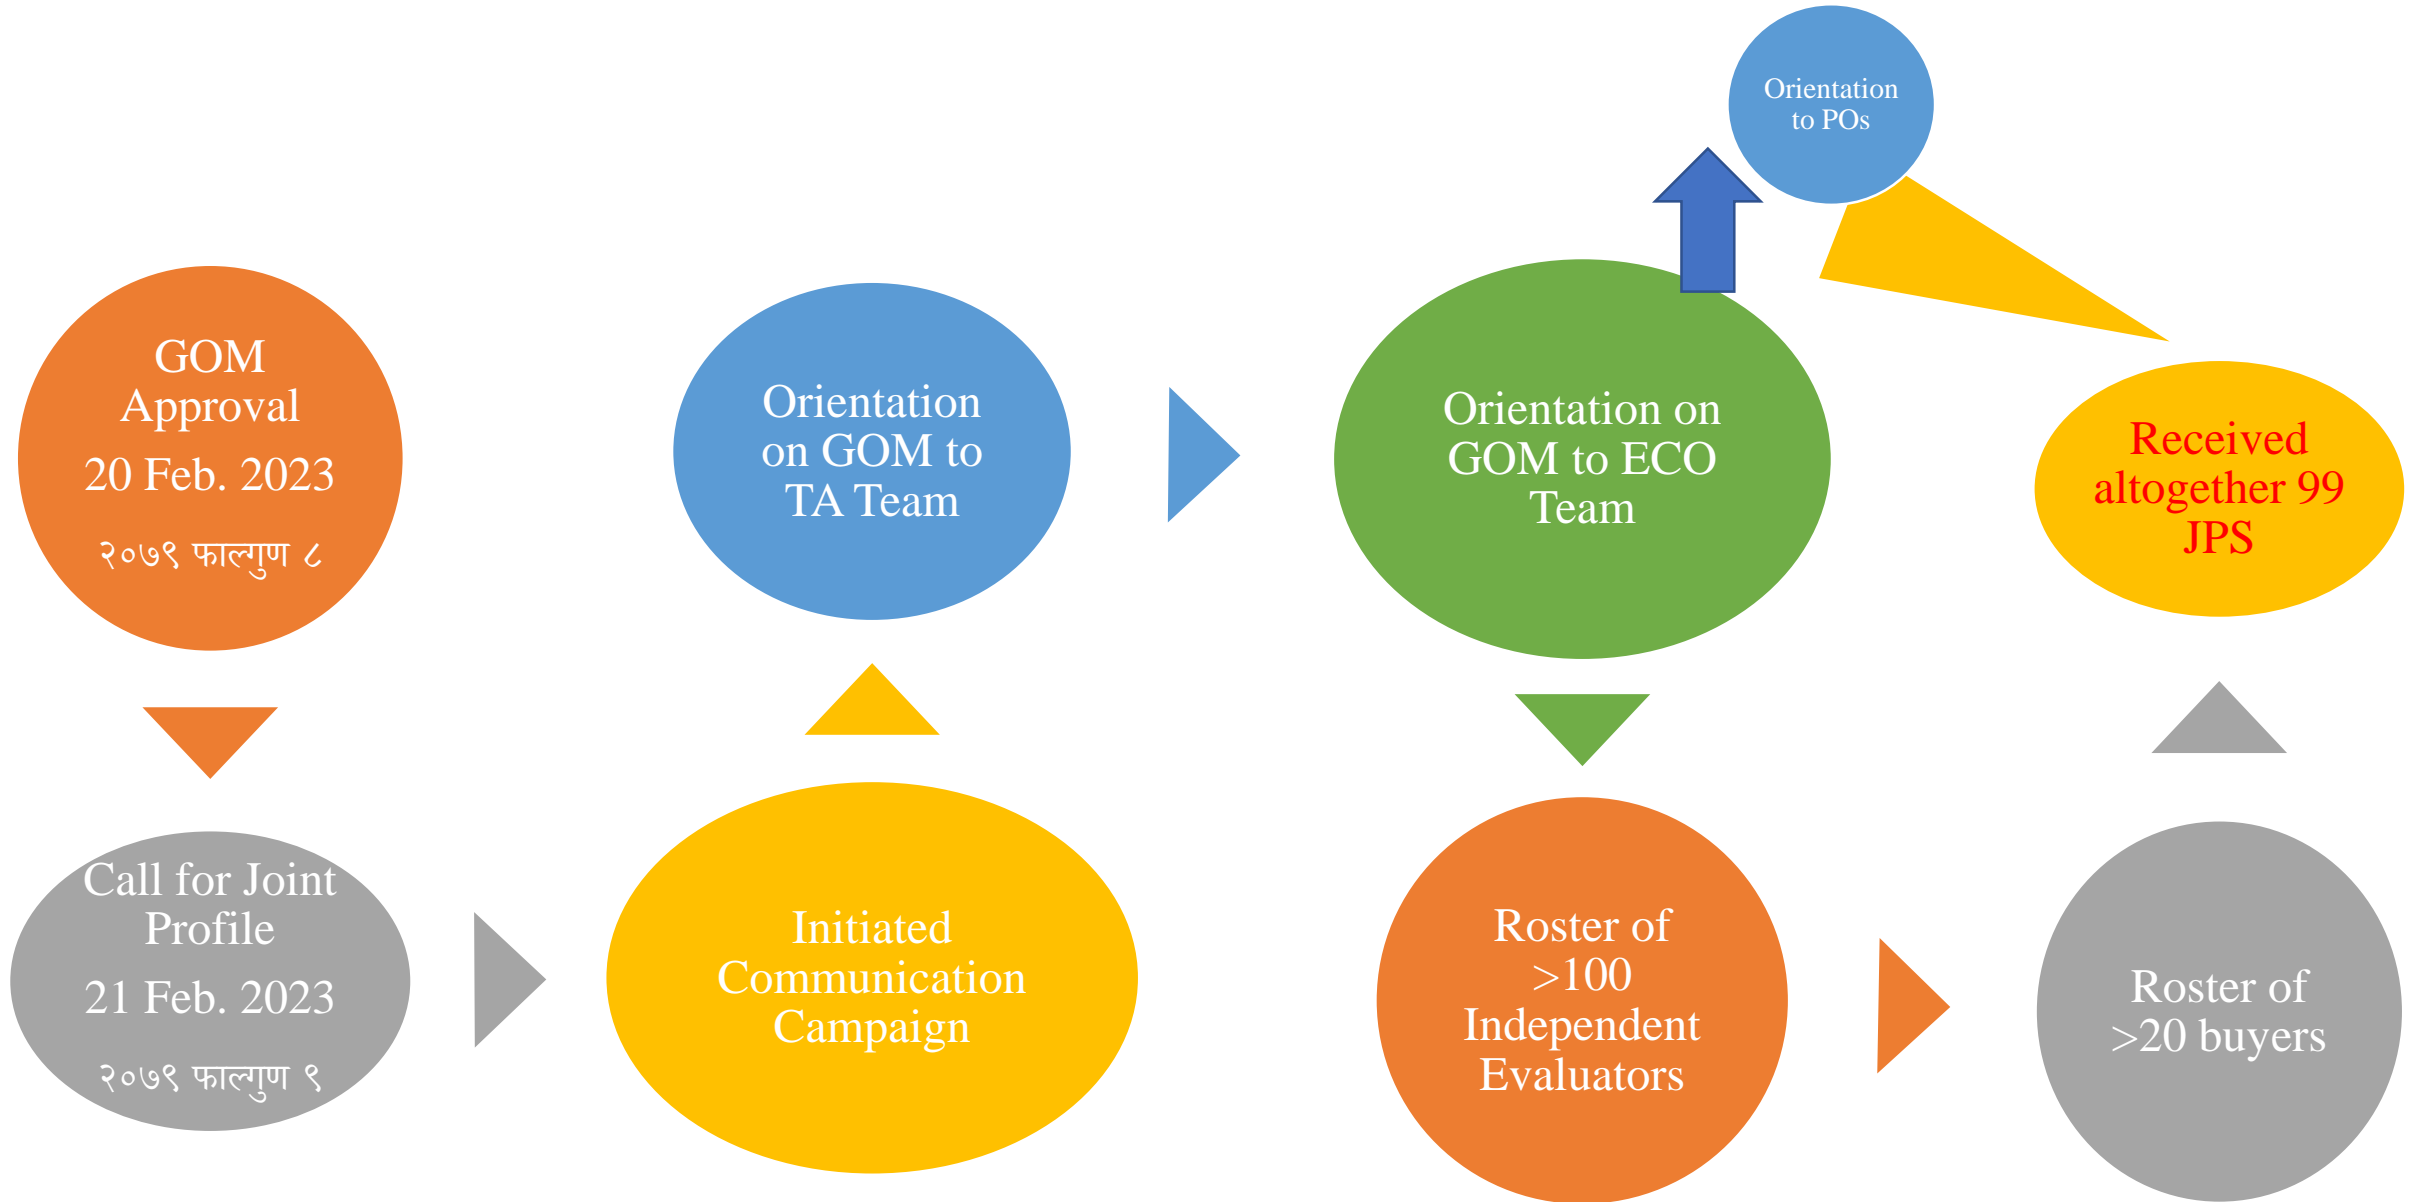 GOM
Approval
20 Feb. 2023
२०७९ फाल्गुण ८
Call for Joint
Profile
21 Feb. 2023
२०७९ फाल्गुण ९
Initiated
Communication
Campaign
Orientation
on GOM to
TA Team
Orientation on
GOM to ECO
Team
Orientation
to POs
Roster of
>100
Independent
Evaluators
Roster of
>20 buyers
Received
altogether 99
JPS